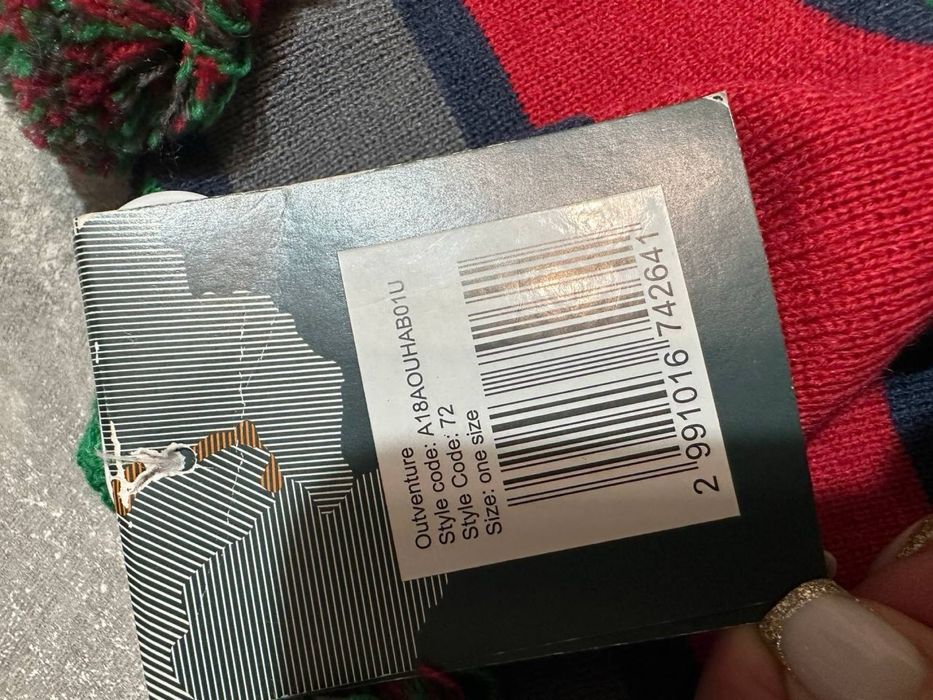 Outventure
Style code: A18AOUHAB01U
Style Code: 72
Size: one size
2 991016 742641